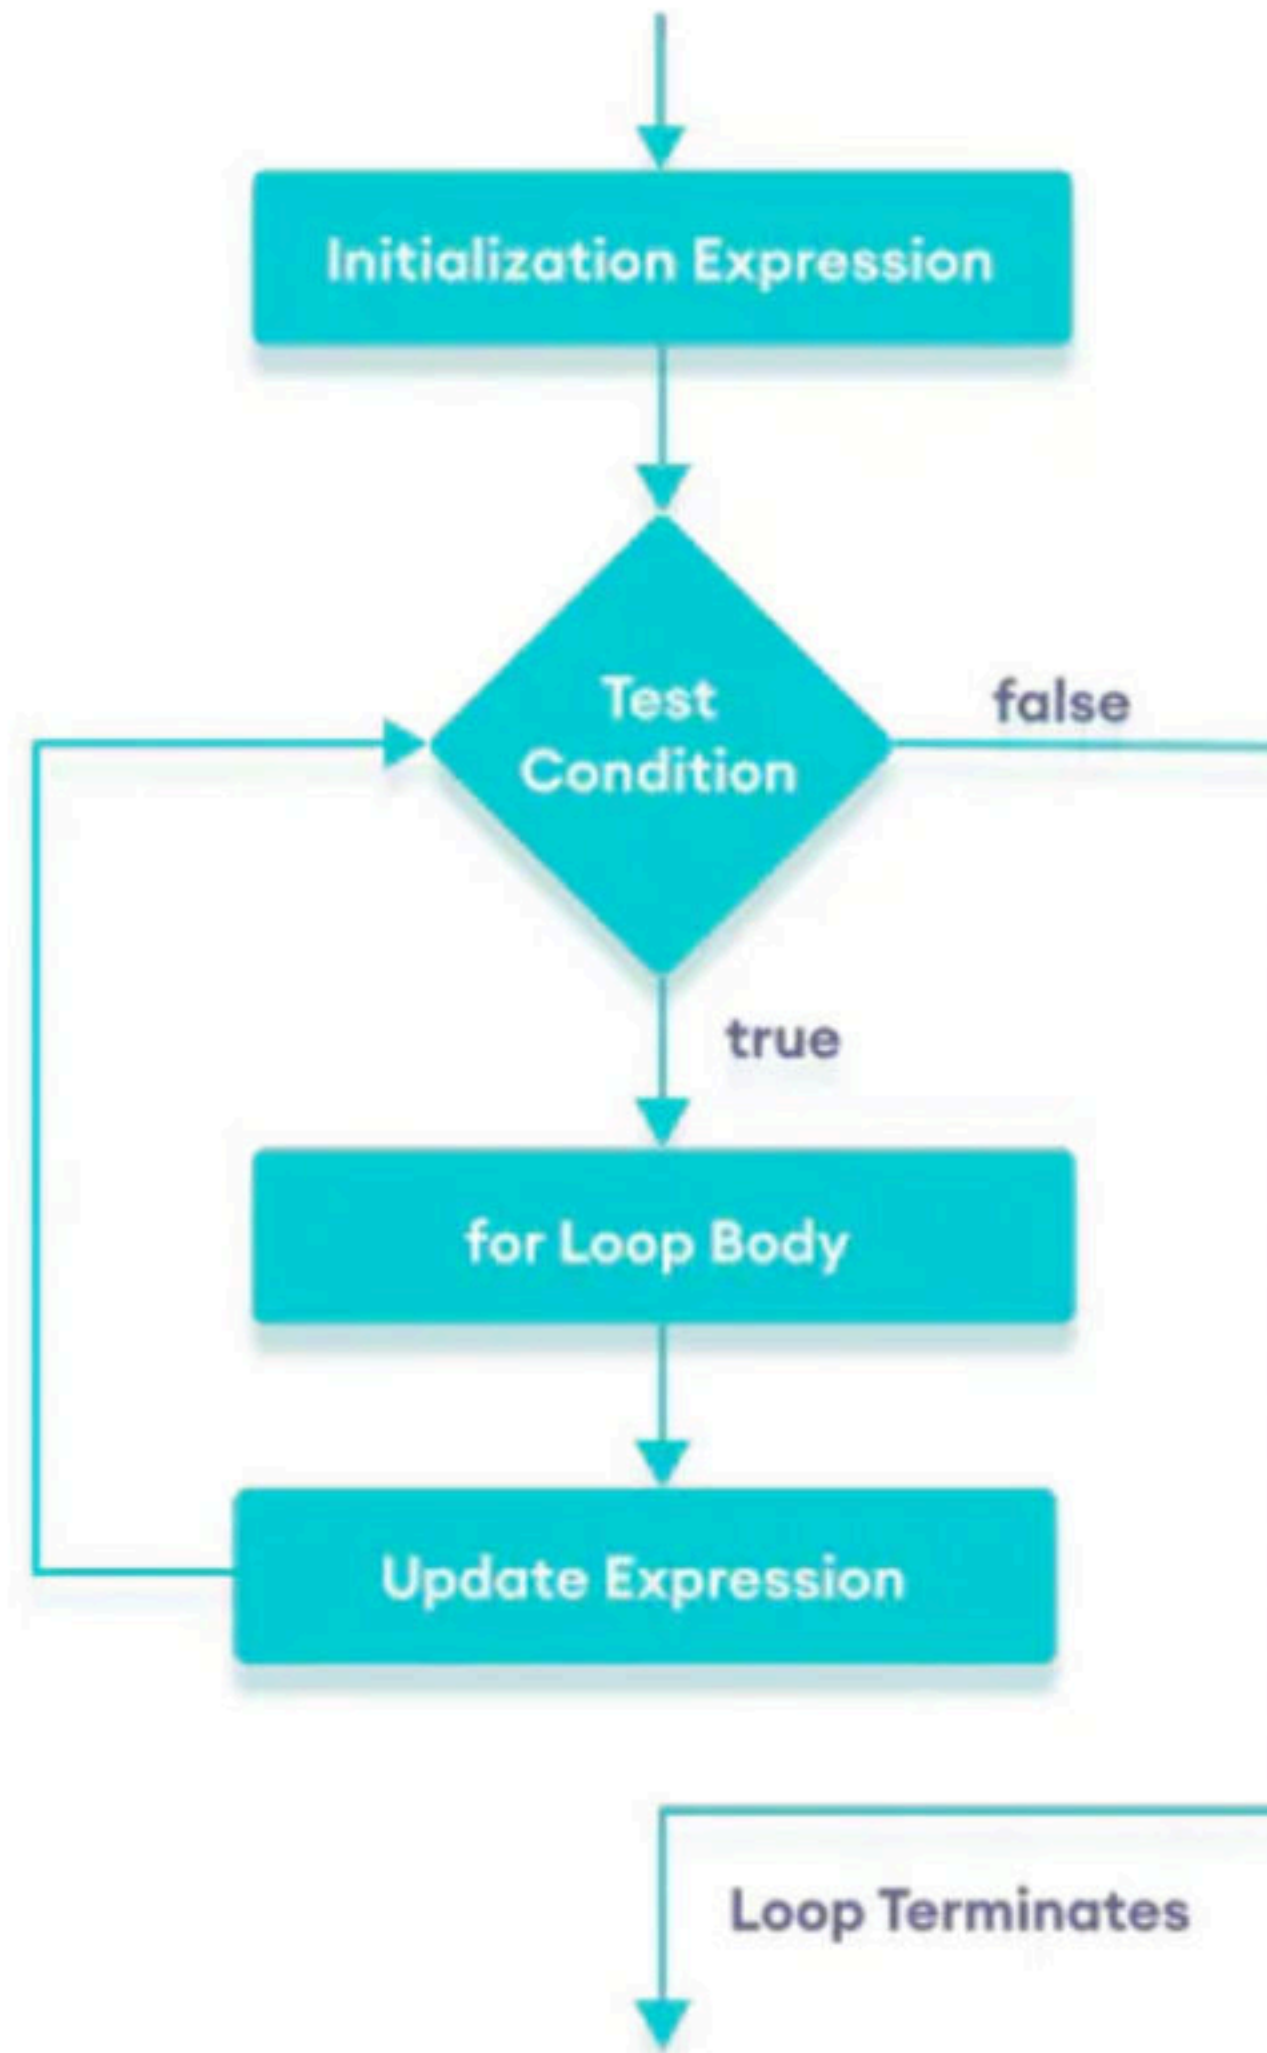 Initialization Expression
Test
Condition
false
true
for Loop Body
Update Expression
Loop Terminates